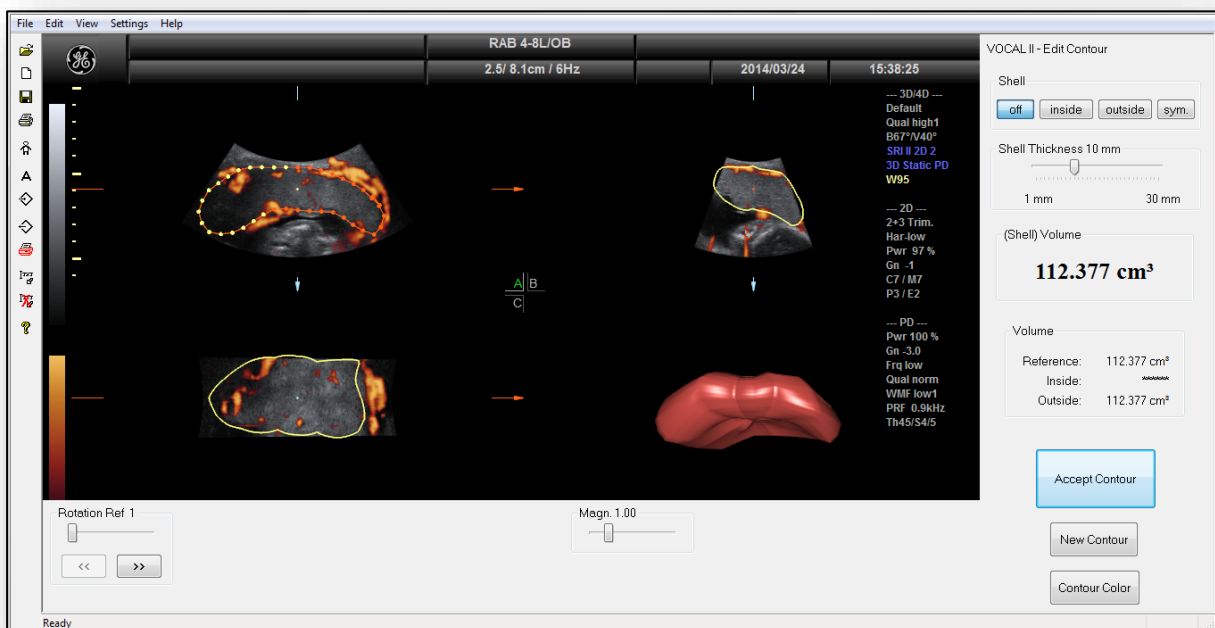 File Edit View Settings Help
RAB 4-8L/OB
2.5/ 8.1cm / 6Hz 2014/03/24 15:38:25
--- 3D/4D ---
Default
Qual high1
B67°/V40°
SRI II 2D 2
3D Static PD
W95
--- 2D ---
2+3 Trim.
Har-low
Pwr 97 %
Gn -1
C7 / M7
P3 / E2
--- PD ---
Pwr 100 %
Gn -3.0
Frq low
Qual norm
WMF low1
PRF 0.9kHz
Th45/S4/5
A B
C
A
?
GE
VOCAL II - Edit Contour
Shell
off inside outside sym.
Shell Thickness 10 mm
1 mm 30 mm
(Shell) Volume
112.377 cm³
Volume
Reference: 112.377 cm³
Inside: ******
Outside: 112.377 cm³
Accept Contour
New Contour
Contour Color
Rotation Ref 1
<< >>
Magn. 1.00
Ready